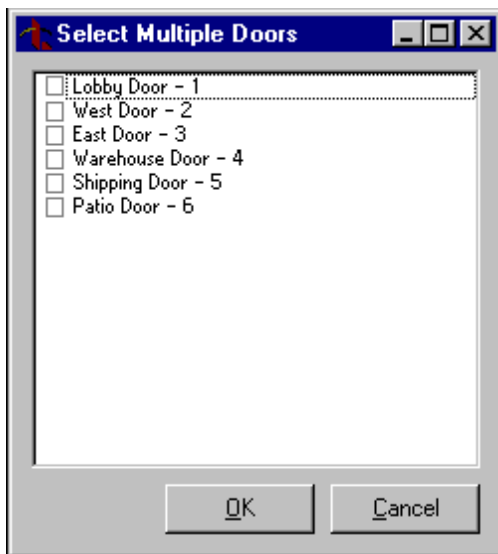 Select Multiple Doors
Lobby Door - 1
West Door - 2
East Door - 3
Warehouse Door - 4
Shipping Door - 5
Patio Door - 6
OK
Cancel